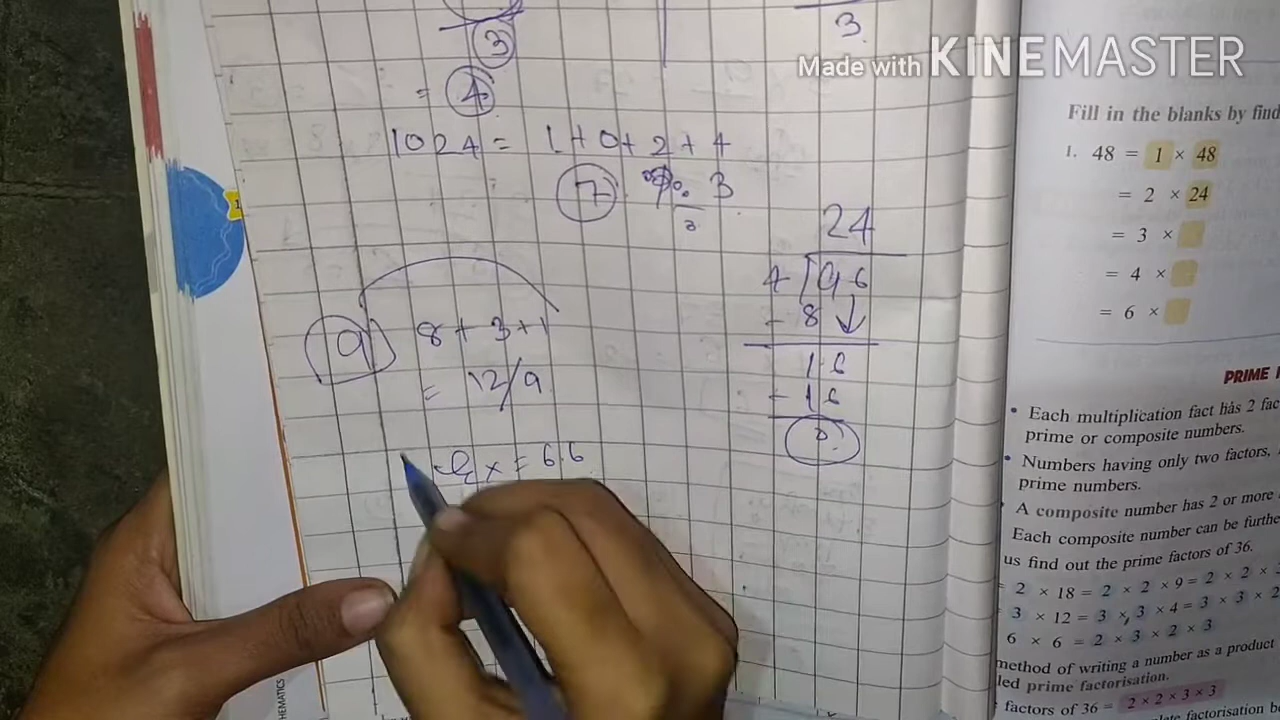 3
3
Made with KINEMASTER
= 4
1024 = 1+0+2+4
7 3
9 8 + 3 + 1
= 12/9
x = 6.6
24
4 96
- 8
16
- 16
0
Fill in the blanks by find
1. 48 = 1 × 48
= 2 × 24
= 3 ×
= 4 ×
= 6 ×
PRIME
• Each multiplication fact has 2 fac
prime or composite numbers.
• Numbers having only two factors,
prime numbers.
A composite number has 2 or more
Each composite number can be furthe
us find out the prime factors of 36.
= 2 × 18 = 2 × 2 × 9 = 2 × 2 ×
3 × 12 = 3 × 3 × 4 = 3 × 3 × 2
6 × 6 = 2 × 3 × 2 × 3
method of writing a number as a product
led prime factorisation.
factors of 36 = 2 × 2 × 3 × 3
factorisation